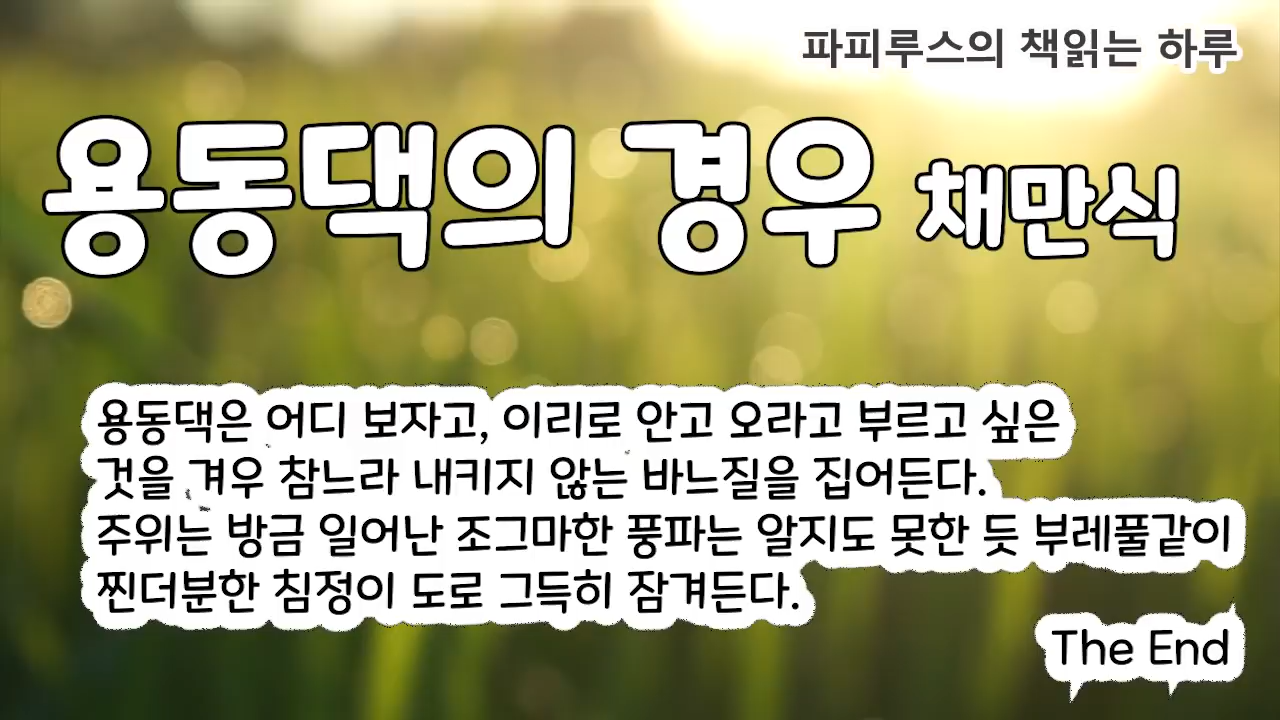 파피루스의 책읽는 하루
용동댁의 경우 채만식
용동댁은 어디 보자고, 이리로 안고 오라고 부르고 싶은
것을 겨우 참느라 내키지 않는 바느질을 집어든다.
주위는 방금 일어난 조그마한 풍파는 알지도 못한 듯 부레풀같이
찐더분한 침정이 도로 그득히 잠겨든다.
The End